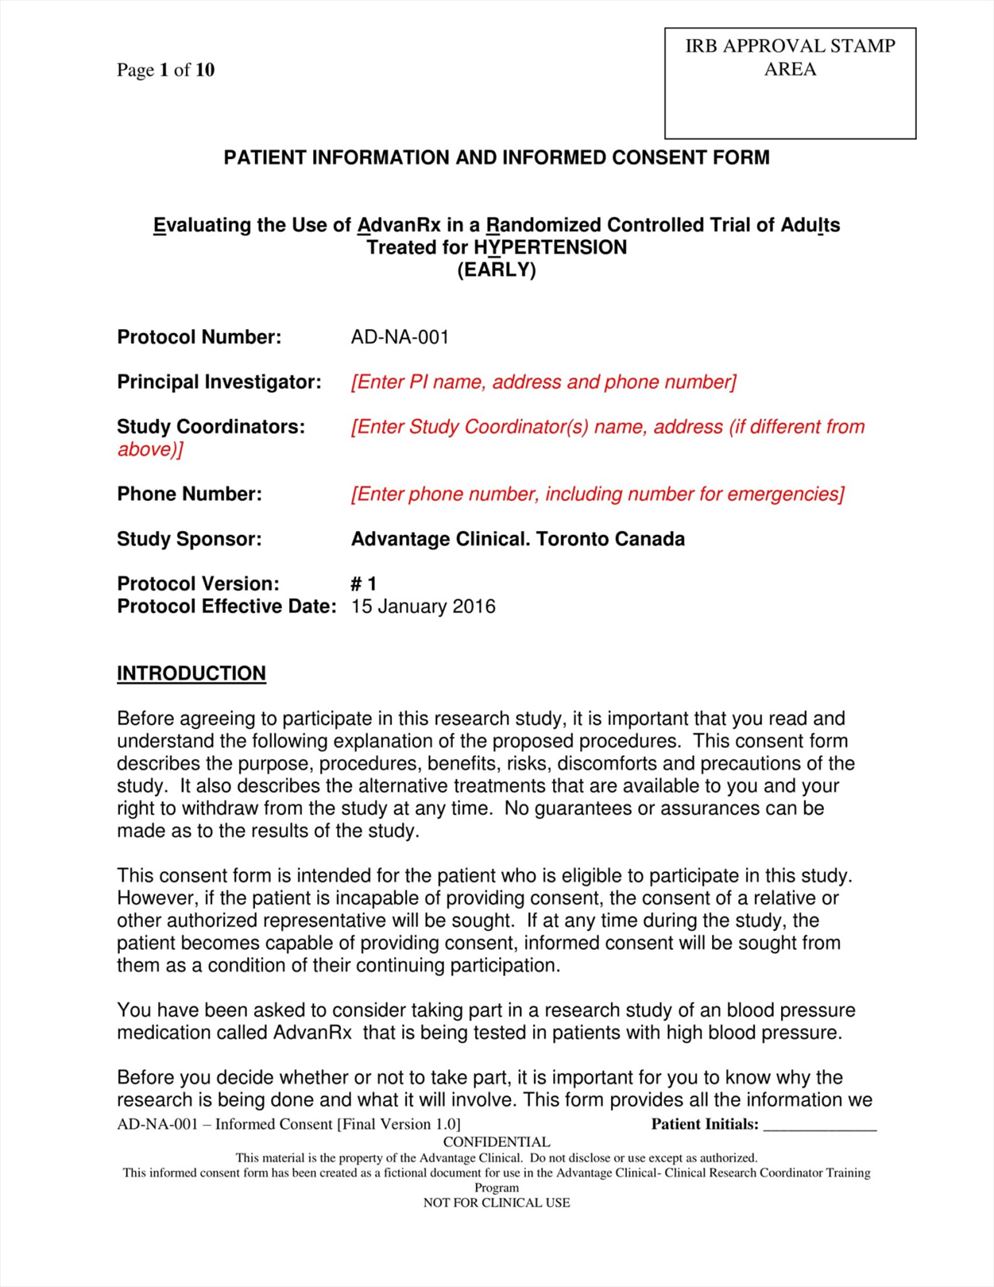 Page 1 of 10
IRB APPROVAL STAMP
AREA
PATIENT INFORMATION AND INFORMED CONSENT FORM
Evaluating the Use of AdvanRx in a Randomized Controlled Trial of Adults
Treated for HYPERTENSION
(EARLY)
Protocol Number: AD-NA-001
Principal Investigator: [Enter PI name, address and phone number]
Study Coordinators: [Enter Study Coordinator(s) name, address (if different from
above)]
Phone Number: [Enter phone number, including number for emergencies]
Study Sponsor: Advantage Clinical. Toronto Canada
Protocol Version: # 1
Protocol Effective Date: 15 January 2016
INTRODUCTION
Before agreeing to participate in this research study, it is important that you read and
understand the following explanation of the proposed procedures. This consent form
describes the purpose, procedures, benefits, risks, discomforts and precautions of the
study. It also describes the alternative treatments that are available to you and your
right to withdraw from the study at any time. No guarantees or assurances can be
made as to the results of the study.
This consent form is intended for the patient who is eligible to participate in this study.
However, if the patient is incapable of providing consent, the consent of a relative or
other authorized representative will be sought. If at any time during the study, the
patient becomes capable of providing consent, informed consent will be sought from
them as a condition of their continuing participation.
You have been asked to consider taking part in a research study of an blood pressure
medication called AdvanRx that is being tested in patients with high blood pressure.
Before you decide whether or not to take part, it is important for you to know why the
research is being done and what it will involve. This form provides all the information we
AD-NA-001 – Informed Consent [Final Version 1.0] Patient Initials: ____________
CONFIDENTIAL
This material is the property of the Advantage Clinical. Do not disclose or use except as authorized.
This informed consent form has been created as a fictional document for use in the Advantage Clinical- Clinical Research Coordinator Training
Program
NOT FOR CLINICAL USE